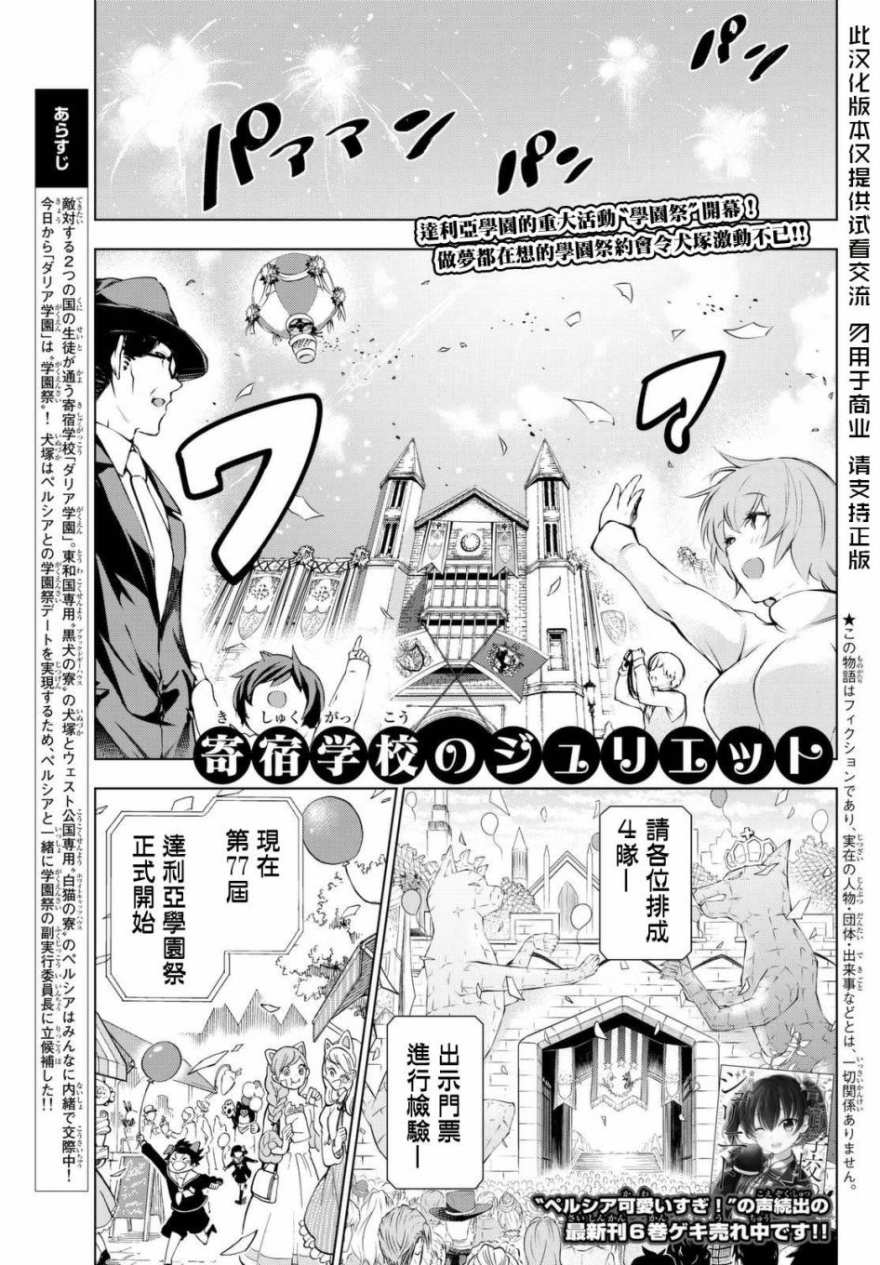 パン
パン
パァアアン
達利亞學園的重大活動“學園祭”開幕！
做夢都在想的學園祭約會令犬塚激動不已!!
ワァ
寄宿学校のジュリエット
き しゅく がっ こう
請各位排成
4隊ー
出示門票
進行檢驗ー
現在
第77屆
達利亞學園祭
正式開始
“ペルシア可愛いすぎ！”の声続出の
最新刊6巻ゲキ売れ中です!!
此汉化版本仅提供试看交流 勿用于商业 请支持正版
★この物語はフィクションであり、実在の人物・団体・出来事などとは、一切関係ありません。
あらすじ
敵対する2つの国の生徒が通う寄宿学校「ダリア学園」。東和国専用“黒犬の寮”の犬塚とウェスト公国専用“白猫の寮”のペルシアはみんなに内緒で交際中！
今日から「ダリア学園」は“学園祭”！ 犬塚はペルシアとの学園祭デートを実現するため、ペルシアと一緒に学園祭の副実行委員長に立候補した!!